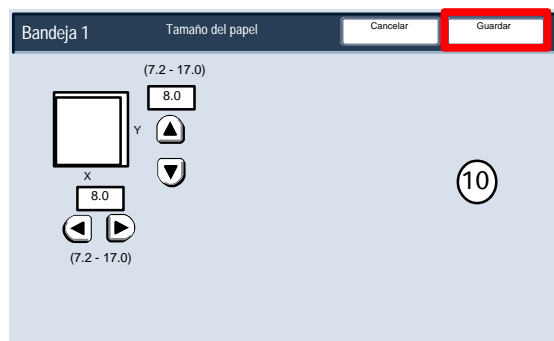 Bandeja 1
Tamaño del papel
Cancelar
Guardar
(7.2 - 17.0)
8.0
Y
X
8.0
(7.2 - 17.0)
10